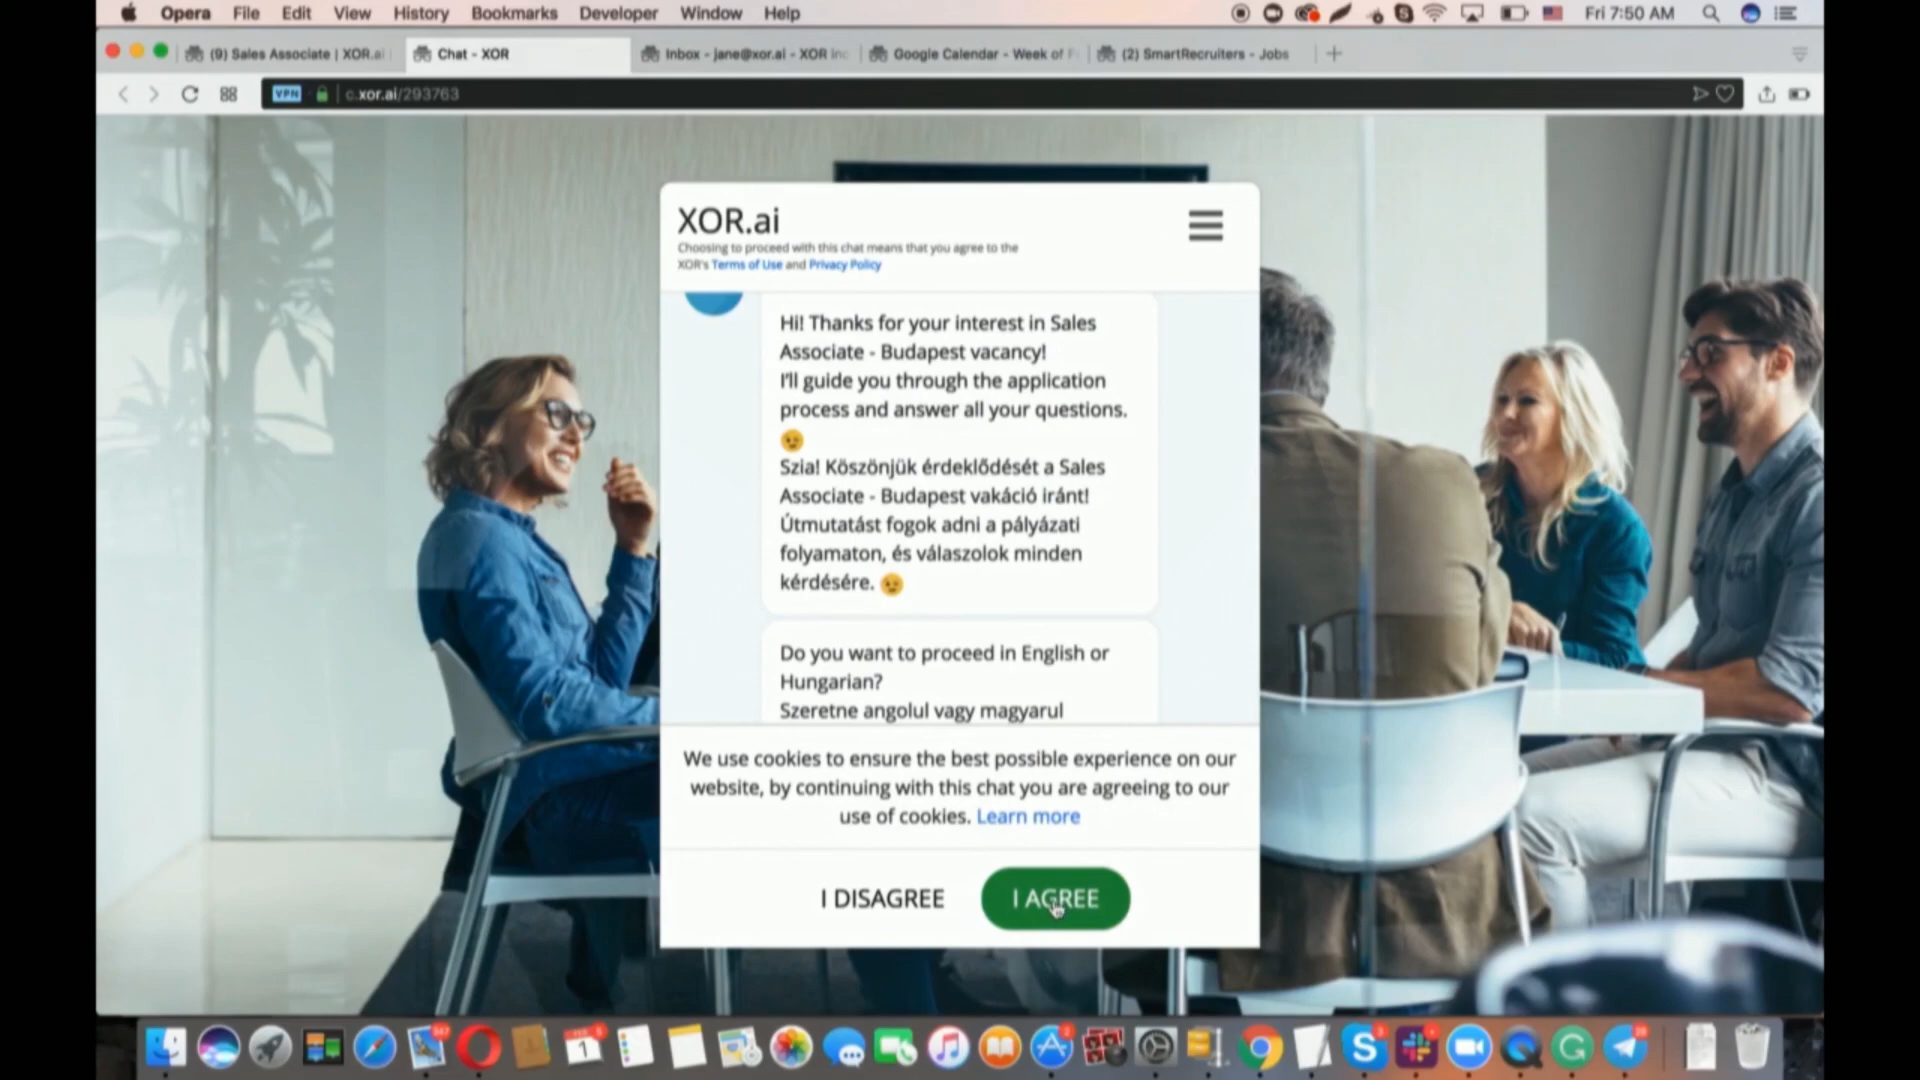 Opera File Edit View History Bookmarks Developer Window Help Fri 7:50 AM
(9) Sales Associate | XOR.ai
Chat - XOR
Inbox - jane@xor.ai - XOR Inc
Google Calendar - Week of F
(2) SmartRecruiters - Jobs
VPN c.xor.ai/293763
XOR.ai
Choosing to proceed with this chat means that you agree to the
XOR's Terms of Use and Privacy Policy
Hi! Thanks for your interest in Sales
Associate - Budapest vacancy!
I'll guide you through the application
process and answer all your questions.
Szia! Köszönjük érdeklődését a Sales
Associate - Budapest vakáció iránt!
Útmutatást fogok adni a pályázati
folyamaton, és válaszolok minden
kérdésére.
Do you want to proceed in English or
Hungarian?
Szeretne angolul vagy magyarul
We use cookies to ensure the best possible experience on our
website, by continuing with this chat you are agreeing to our
use of cookies. Learn more
I DISAGREE
I AGREE